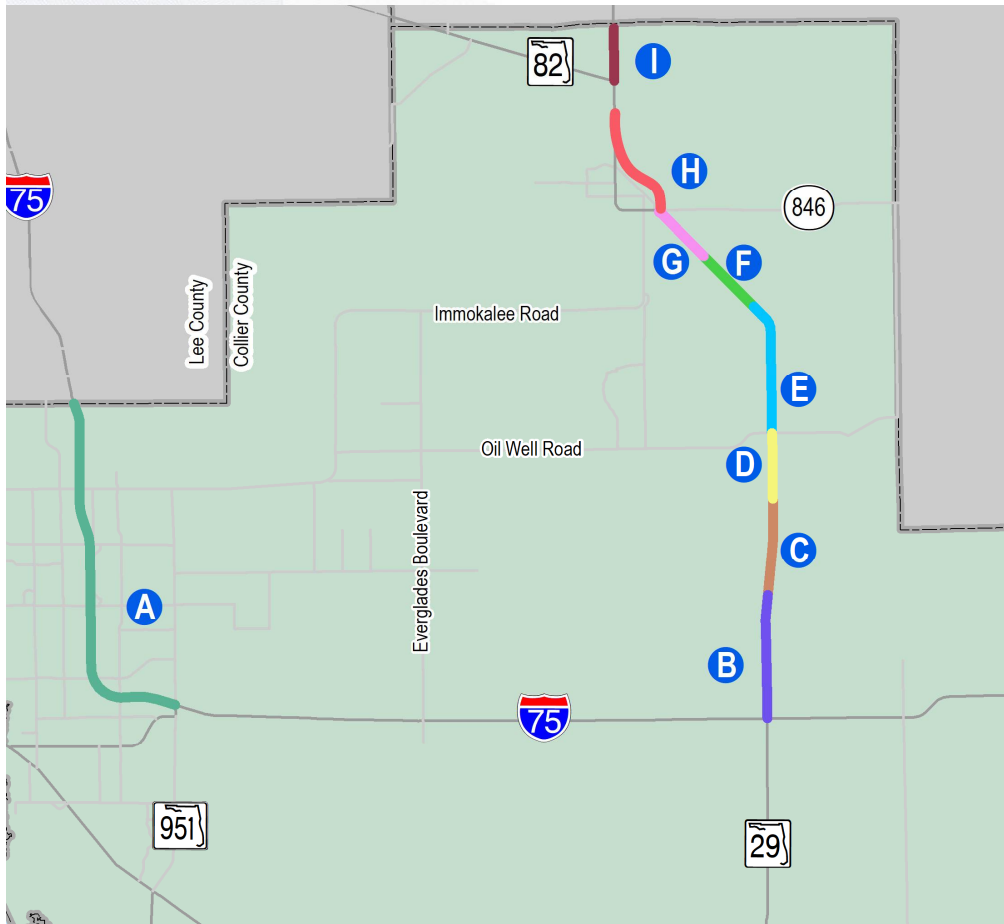 82
I
75
H
846
G
F
Lee County
Collier County
Immokalee Road
E
Oil Well Road
D
Everglades Boulevard
C
A
B
75
951
29